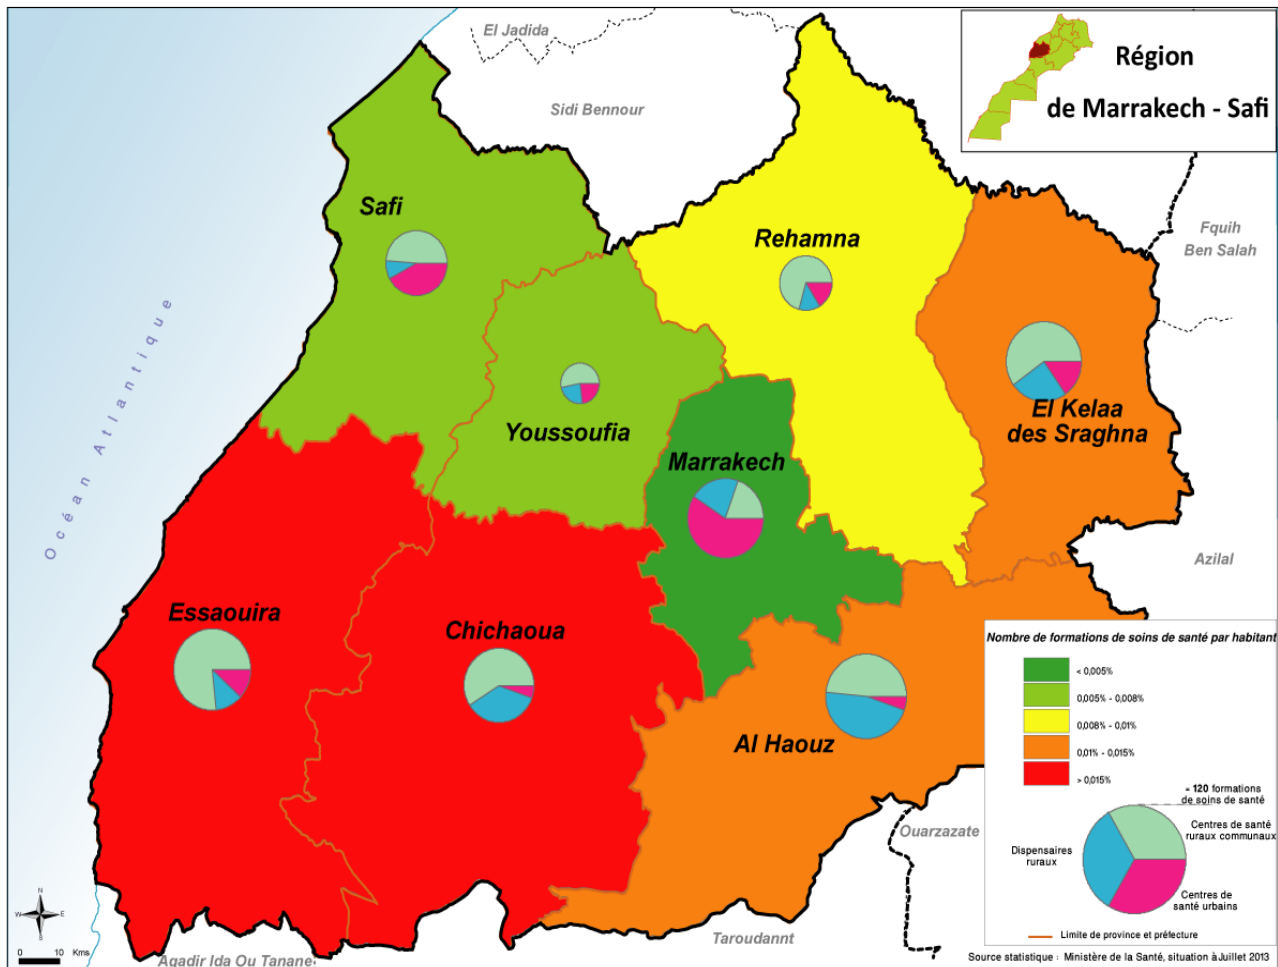 El Jadida
Sidi Bennour
Région
de Marrakech - Safi
Safi
Rehamna
Fquih
Ben Salah
Océan Atlantique
El Kelaa
des Sraghna
Youssoufia
Marrakech
Azilal
Essaouira
Chichaoua
Al Haouz
Nombre de formations de soins de santé par habitant
< 0,005%
0,005% - 0,008%
0,008% - 0,01%
0,01% - 0,015%
> 0,015%
= 120 formations
de soins de santé
Centres de santé
ruraux communaux
Dispensaires
ruraux
Centres de
santé urbains
Limite de province et préfecture
Ouarzazate
Taroudannt
Agadir Ida Ou Tanane
N
W
E
S
0 10 Kms
Source statistique : Ministère de la Santé, situation à Juillet 2013